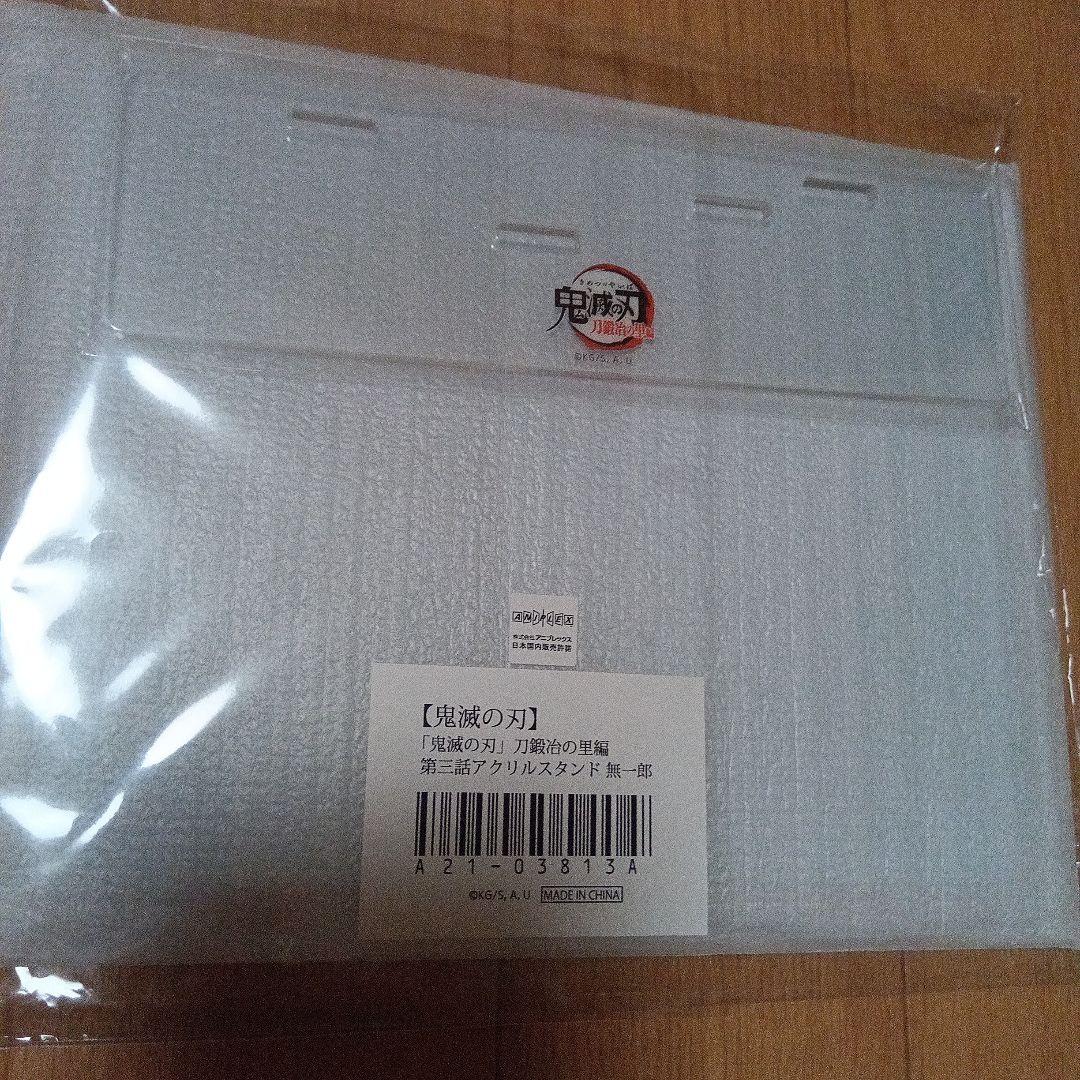 きめつのやいば
鬼滅の刃
刀鍛冶の里編
©KG/S, A, U
ANIPLEX
株式会社アニプレックス
日本国内販売許諾
【鬼滅の刃】
「鬼滅の刃」刀鍛冶の里編
第三話アクリルスタンド 無一郎
A21-03813A
©KG/S, A, U MADE IN CHINA